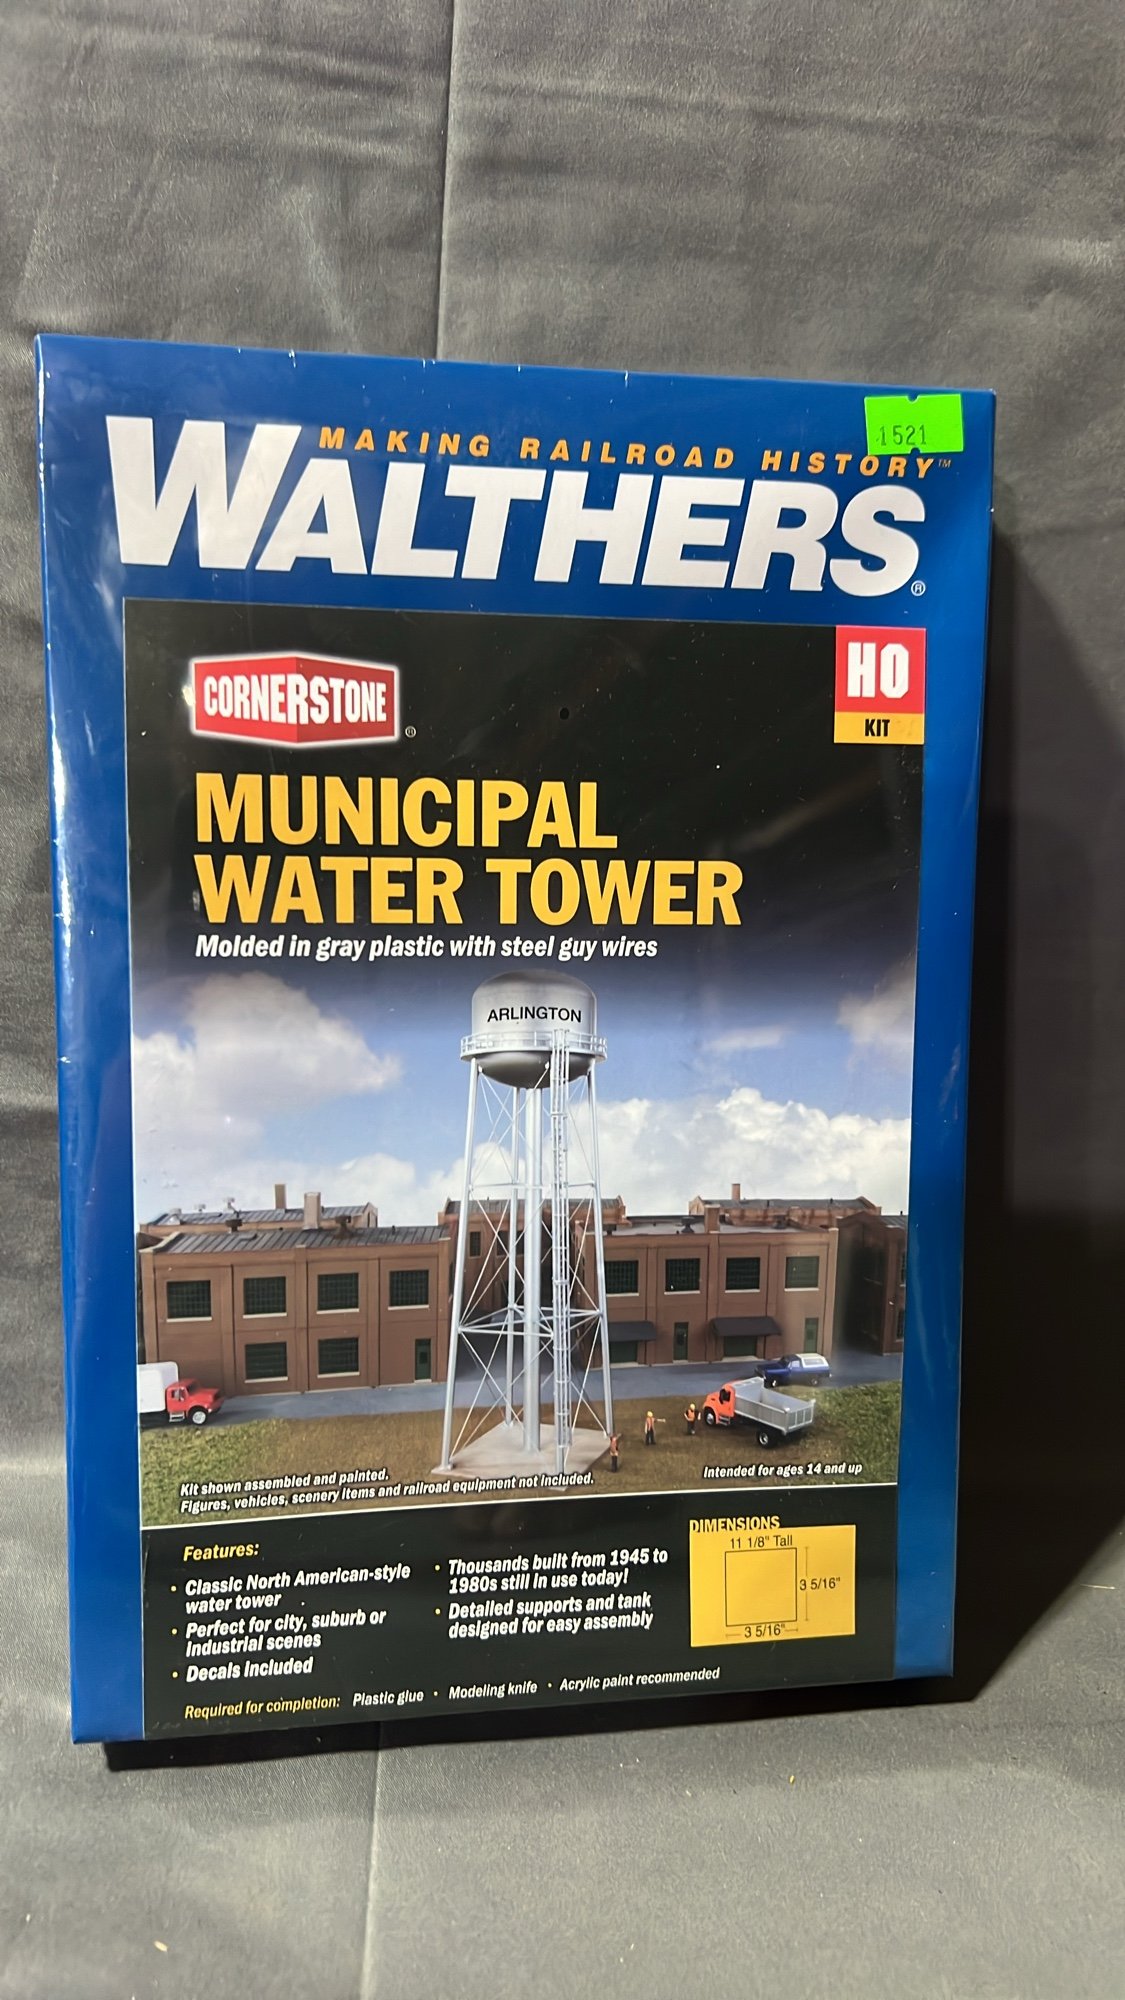 1521
MAKING RAILROAD HISTORY™
WALTHERS®
CORNERSTONE®
HO
KIT
MUNICIPAL
WATER TOWER
Molded in gray plastic with steel guy wires
ARLINGTON
Kit shown assembled and painted.
Figures, vehicles, scenery items and railroad equipment not included.
Intended for ages 14 and up
Features:
• Classic North American-style
water tower
• Perfect for city, suburb or
industrial scenes
• Decals included
• Thousands built from 1945 to
1980s still in use today!
• Detailed supports and tank
designed for easy assembly
DIMENSIONS
11 1/8" Tall
3 5/16"
3 5/16"
Required for completion: Plastic glue • Modeling knife • Acrylic paint recommended